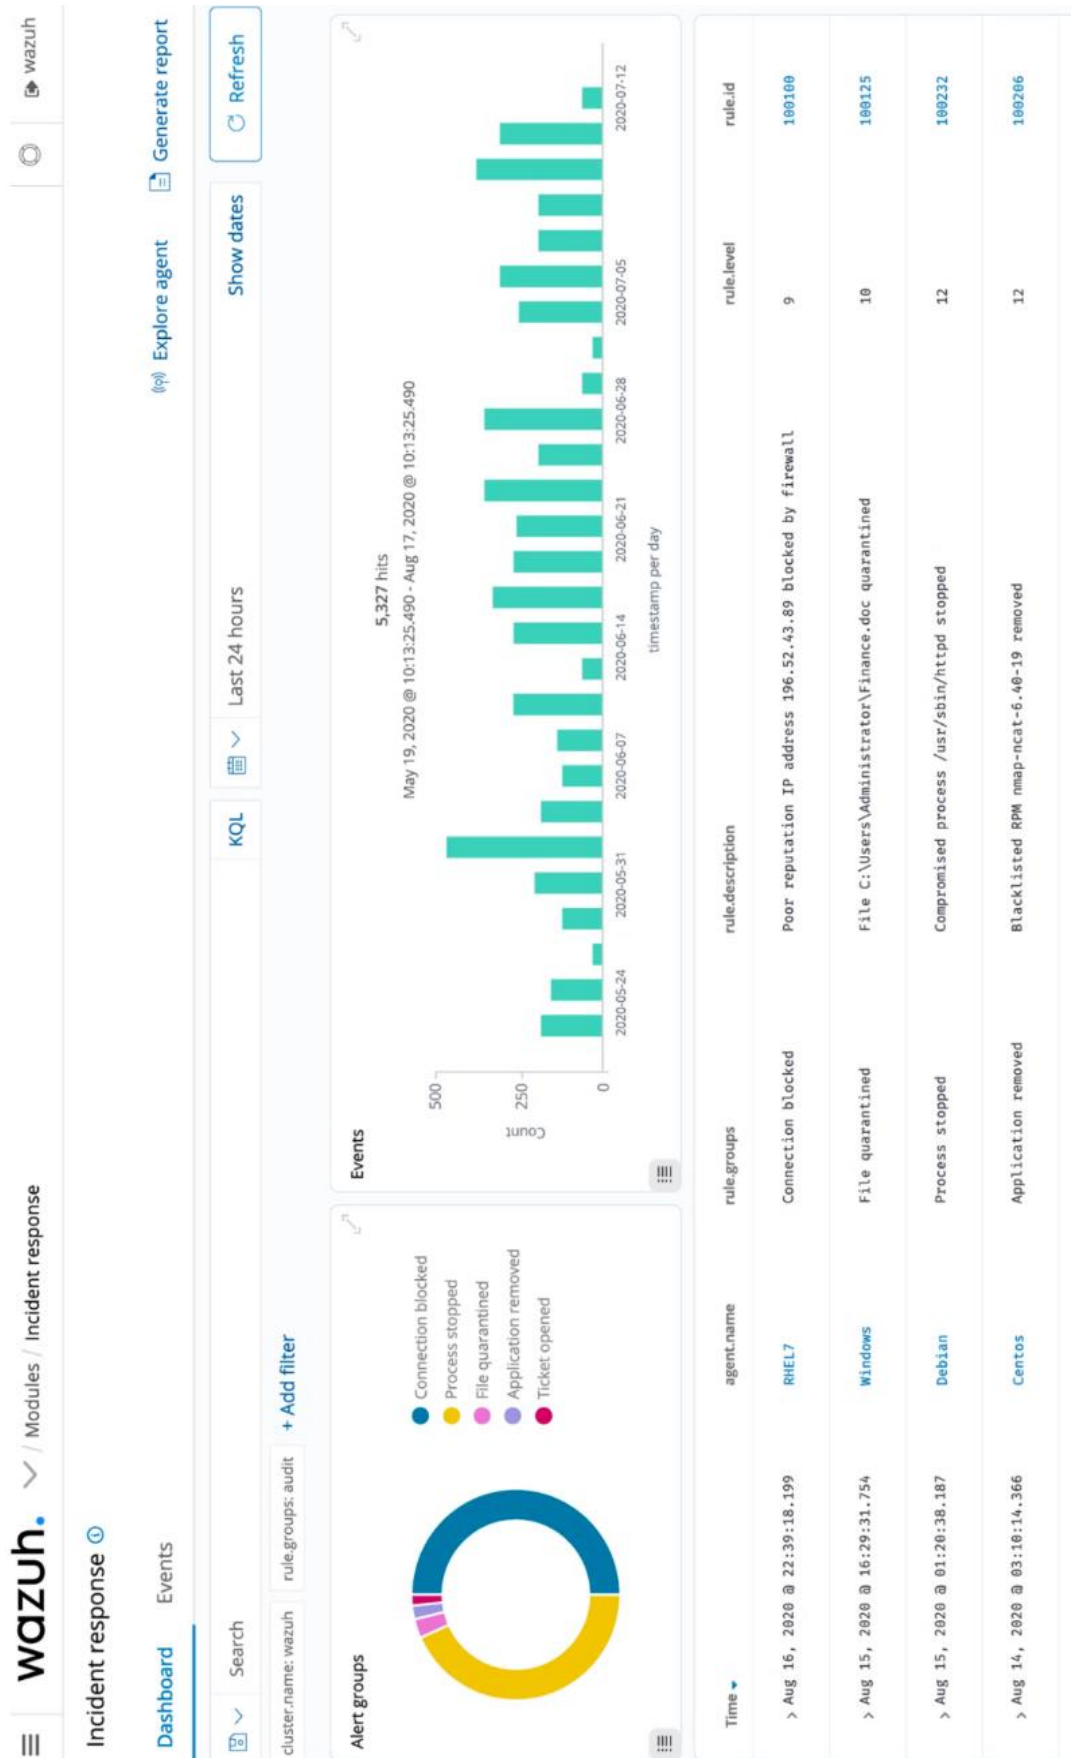 wazuh. / Modules / Incident response wazuh
Incident response
Dashboard Events Explore agent Generate report
Search KQL Last 24 hours Show dates Refresh
cluster.name: wazuh rule.groups: audit + Add filter
Alert groups
Connection blocked
Process stopped
File quarantined
Application removed
Ticket opened
Events
5,327 hits
May 19, 2020 @ 10:13:25.490 - Aug 17, 2020 @ 10:13:25.490
Count
500
250
0
2020-05-24 2020-05-31 2020-06-07 2020-06-14 2020-06-21 2020-06-28 2020-07-05 2020-07-12
timestamp per day
Time agent.name rule.groups rule.description rule.level rule.id
> Aug 16, 2020 @ 22:39:18.199 RHEL7 Connection blocked Poor reputation IP address 196.52.43.89 blocked by firewall 9 100100
> Aug 15, 2020 @ 16:29:31.754 Windows File quarantined File C:\Users\Administrator\Finance.doc quarantined 10 100125
> Aug 15, 2020 @ 01:20:38.187 Debian Process stopped Compromised process /usr/sbin/httpd stopped 12 100232
> Aug 14, 2020 @ 03:10:14.366 Centos Application removed Blacklisted RPM nmap-ncat-6.40-19 removed 12 100206